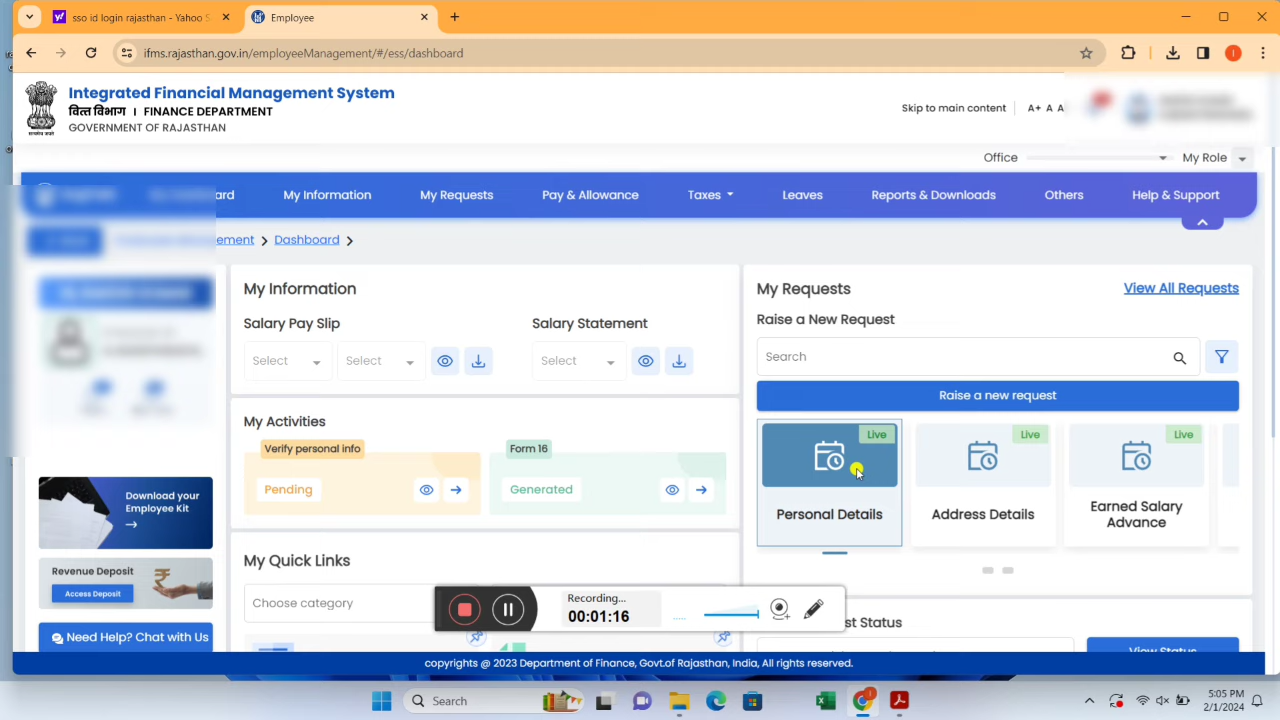 sso id login rajasthan - Yahoo S
Employee
ifms.rajasthan.gov.in/employeeManagement/#/ess/dashboard
Integrated Financial Management System
वित्त विभाग । FINANCE DEPARTMENT
GOVERNMENT OF RAJASTHAN
Skip to main content
A+ A A
Office
My Role
My Information
My Requests
Pay & Allowance
Taxes
Leaves
Reports & Downloads
Others
Help & Support
Dashboard
My Information
Salary Pay Slip
Salary Statement
Select
Select
Select
My Activities
Verify personal info
Pending
Form 16
Generated
My Quick Links
Choose category
My Requests
View All Requests
Raise a New Request
Search
Raise a new request
Live
Personal Details
Live
Address Details
Live
Earned Salary
Advance
View Status
Download your
Employee Kit
Revenue Deposit
Access Deposit
Need Help? Chat with Us
Recording...
00:01:16
copyrights @ 2023 Department of Finance, Govt.of Rajasthan, India, All rights reserved.
Search
5:05 PM
2/1/2024